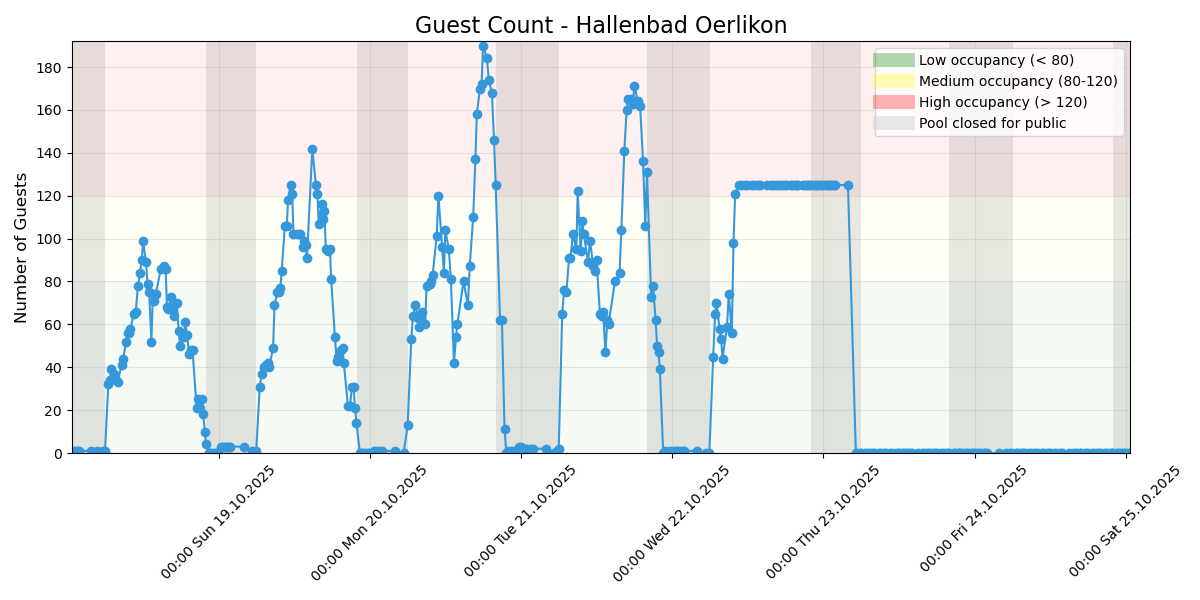 Guest Count - Hallenbad Oerlikon
Number of Guests
180
160
140
120
100
80
60
40
20
0
Low occupancy (< 80)
Medium occupancy (80-120)
High occupancy (> 120)
Pool closed for public
00:00 Sun 19.10.2025
00:00 Mon 20.10.2025
00:00 Tue 21.10.2025
00:00 Wed 22.10.2025
00:00 Thu 23.10.2025
00:00 Fri 24.10.2025
00:00 Sat 25.10.2025